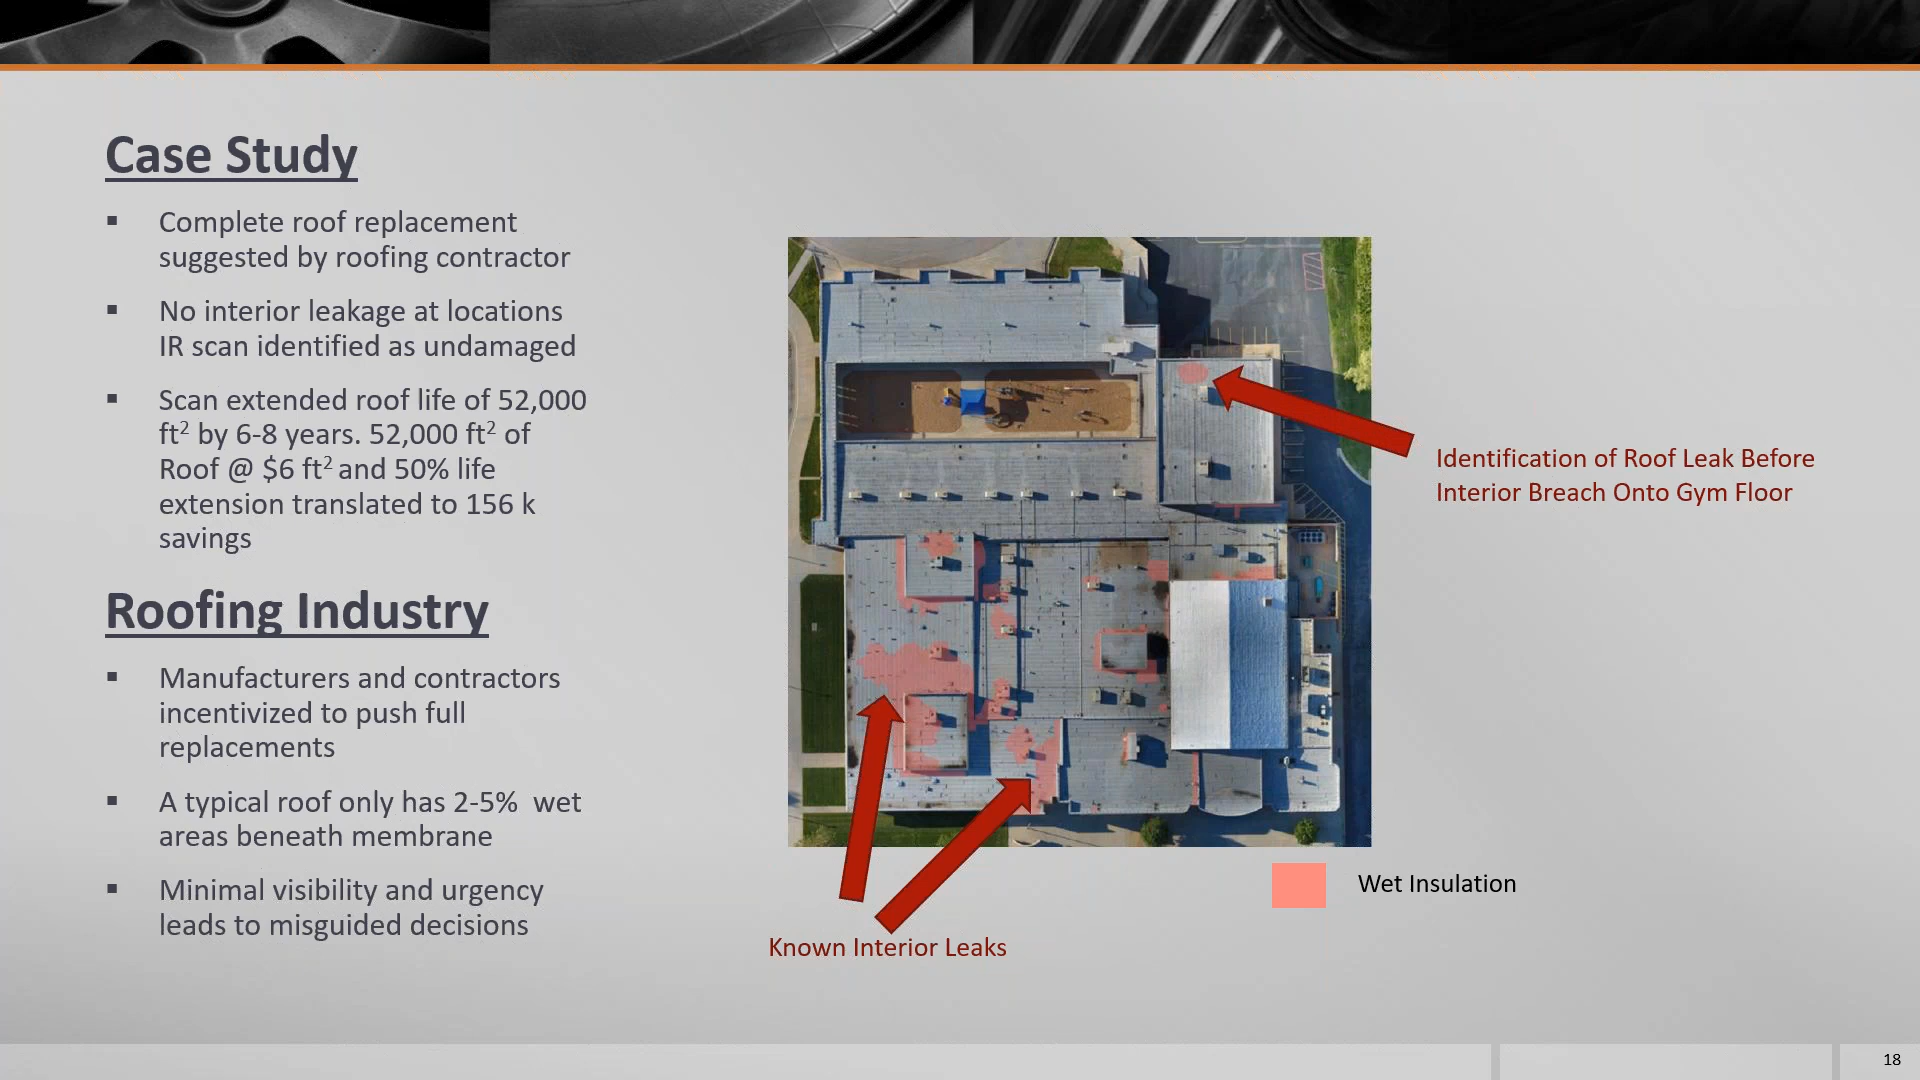 Case Study
▪ Complete roof replacement
suggested by roofing contractor
▪ No interior leakage at locations
IR scan identified as undamaged
▪ Scan extended roof life of 52,000
ft² by 6-8 years. 52,000 ft² of
Roof @ $6 ft² and 50% life
extension translated to 156 k
savings
Roofing Industry
▪ Manufacturers and contractors
incentivized to push full
replacements
▪ A typical roof only has 2-5%  wet
areas beneath membrane
▪ Minimal visibility and urgency
leads to misguided decisions
Identification of Roof Leak Before
Interior Breach Onto Gym Floor
Wet Insulation
Known Interior Leaks
18